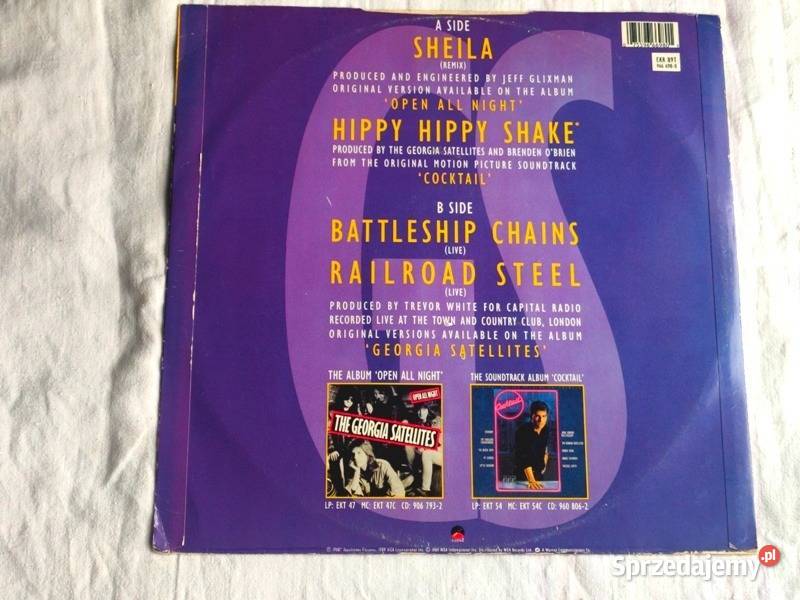 A SIDE
SHEILA
(REMIX)
PRODUCED AND ENGINEERED BY JEFF GLIXMAN
ORIGINAL VERSION AVAILABLE ON THE ALBUM
'OPEN ALL NIGHT'
HIPPY HIPPY SHAKE*
PRODUCED BY THE GEORGIA SATELLITES AND BRENDEN O'BRIEN
FROM THE ORIGINAL MOTION PICTURE SOUNDTRACK
'COCKTAIL'
B SIDE
BATTLESHIP CHAINS
(LIVE)
RAILROAD STEEL
(LIVE)
PRODUCED BY TREVOR WHITE FOR CAPITAL RADIO
RECORDED LIVE AT THE TOWN AND COUNTRY CLUB, LONDON
ORIGINAL VERSIONS AVAILABLE ON THE ALBUM
'GEORGIA SATELLITES'
THE ALBUM 'OPEN ALL NIGHT'
OPEN ALL NIGHT
THE GEORGIA SATELLITES
LP: EKT 47 MC: EKT 47C CD: 906 793-2
THE SOUNDTRACK ALBUM 'COCKTAIL'
Cocktail
LP: EKT 54 MC: EKT 54C CD: 960 806-2
EKR 89T
GS
Sprzedajemy.pl